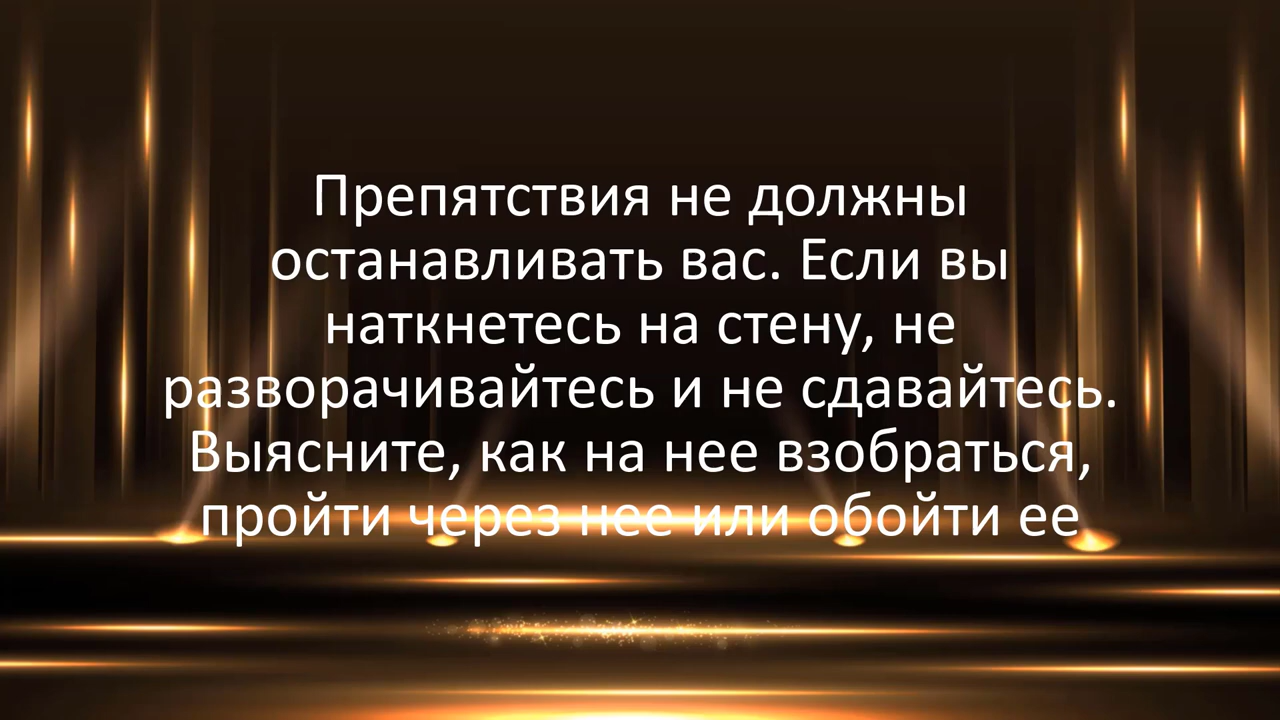 Препятствия не должны
останавливать вас. Если вы
наткнетесь на стену, не
разворачивайтесь и не сдавайтесь.
Выясните, как на нее взобраться,
пройти через нее или обойти ее